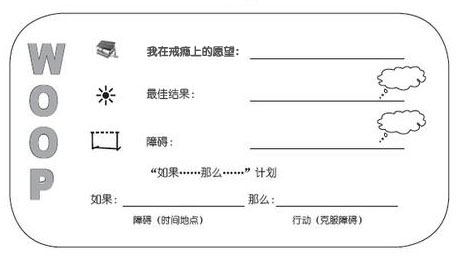 WOOP
我在戒瘾上的愿望：
最佳结果：
障碍：
“如果……那么……”计划
如果： 那么：
障碍（时间地点） 行动（克服障碍）